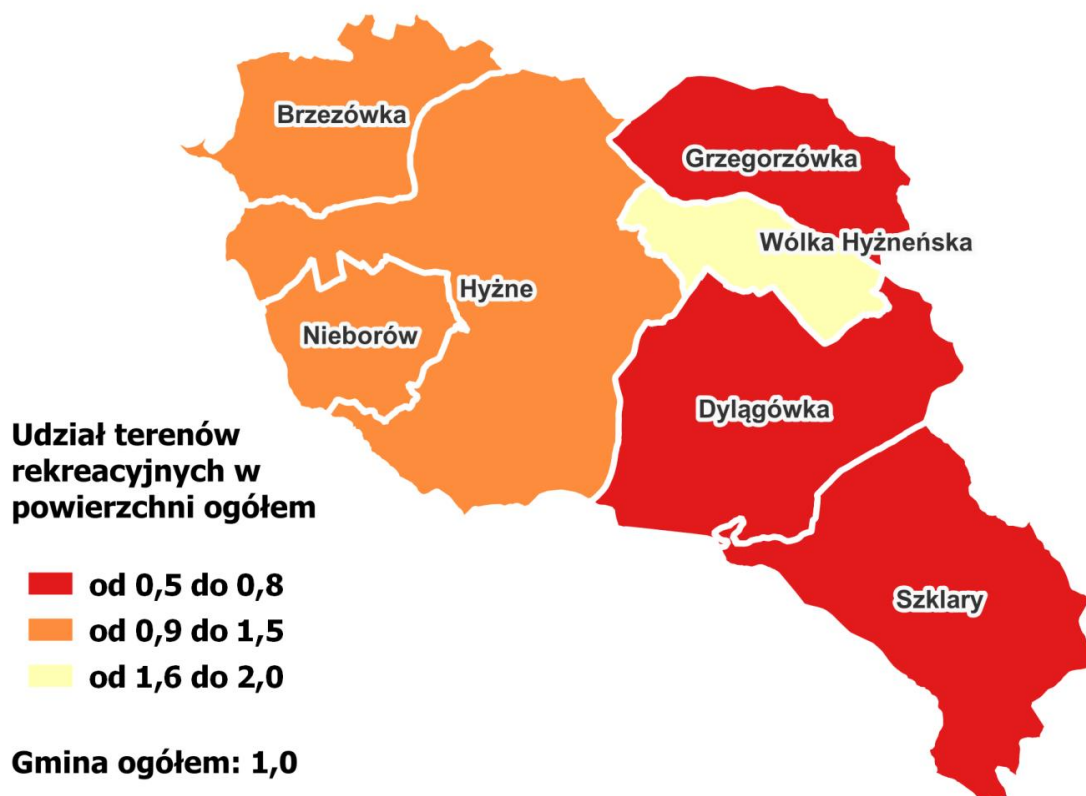 Brzezówka
Grzegorzówka
Wólka Hyżneńska
Hyżne
Nieborów
Dylągówka
Szklary
Udział terenów
rekreacyjnych w
powierzchni ogółem
od 0,5 do 0,8
od 0,9 do 1,5
od 1,6 do 2,0
Gmina ogółem: 1,0